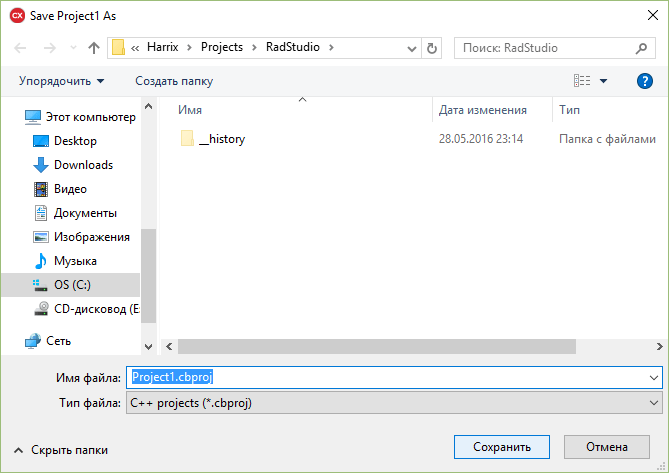 CX Save Project1 As
« Harrix > Projects > RadStudio >
Поиск: RadStudio
Упорядочить Создать папку
Этот компьютер
Desktop
Downloads
Видео
Документы
Изображения
Музыка
OS (C:)
CD-дисковод (E
Сеть
Имя Дата изменения Тип
__history 28.05.2016 23:14 Папка с файлами
Имя файла: Project1.cbproj
Тип файла: C++ projects (*.cbproj)
Скрыть папки Сохранить Отмена